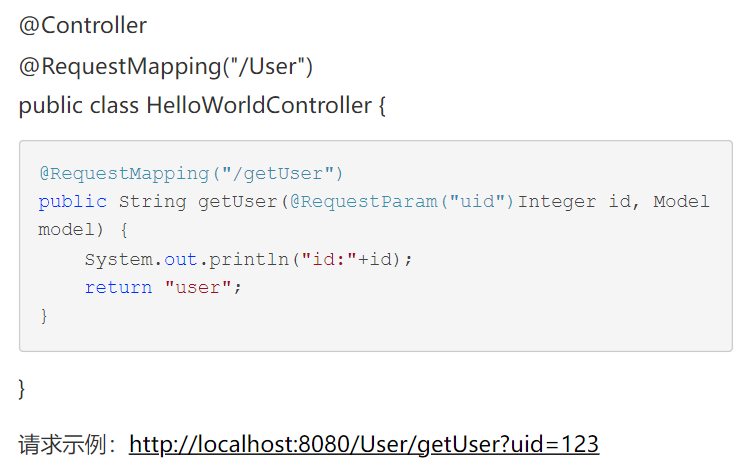 @Controller
@RequestMapping("/User")
public class HelloWorldController {
@RequestMapping("/getUser")
public String getUser(@RequestParam("uid")Integer id, Model
model) {
System.out.println("id:"+id);
return "user";
}
}
请求示例：http://localhost:8080/User/getUser?uid=123